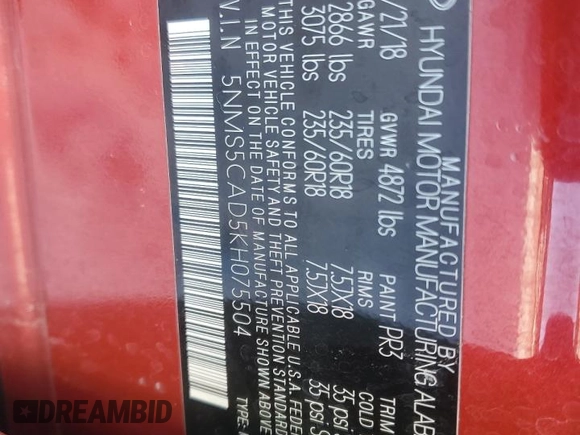 MANUFACTURED BY
HYUNDAI MOTOR MANUFACTURING ALAB
/21/18 GVWR 4872 lbs PAINT PR3 TRIM
GAWR TIRES RIMS COLD
2866 lbs 235/60R18 7.5JX18 35 psi
3075 lbs 235/60R18 7.5JX18 35 psi
THIS VEHICLE CONFORMS TO ALL APPLICABLE U.S.A. FEDE
MOTOR VEHICLE SAFETY AND THEFT PREVENTION STANDARD
IN EFFECT ON THE DATE OF MANUFACTURE SHOWN ABOVE
V.I.N 5NMS5CAD5KH075504 TYPE:
DREAMBID